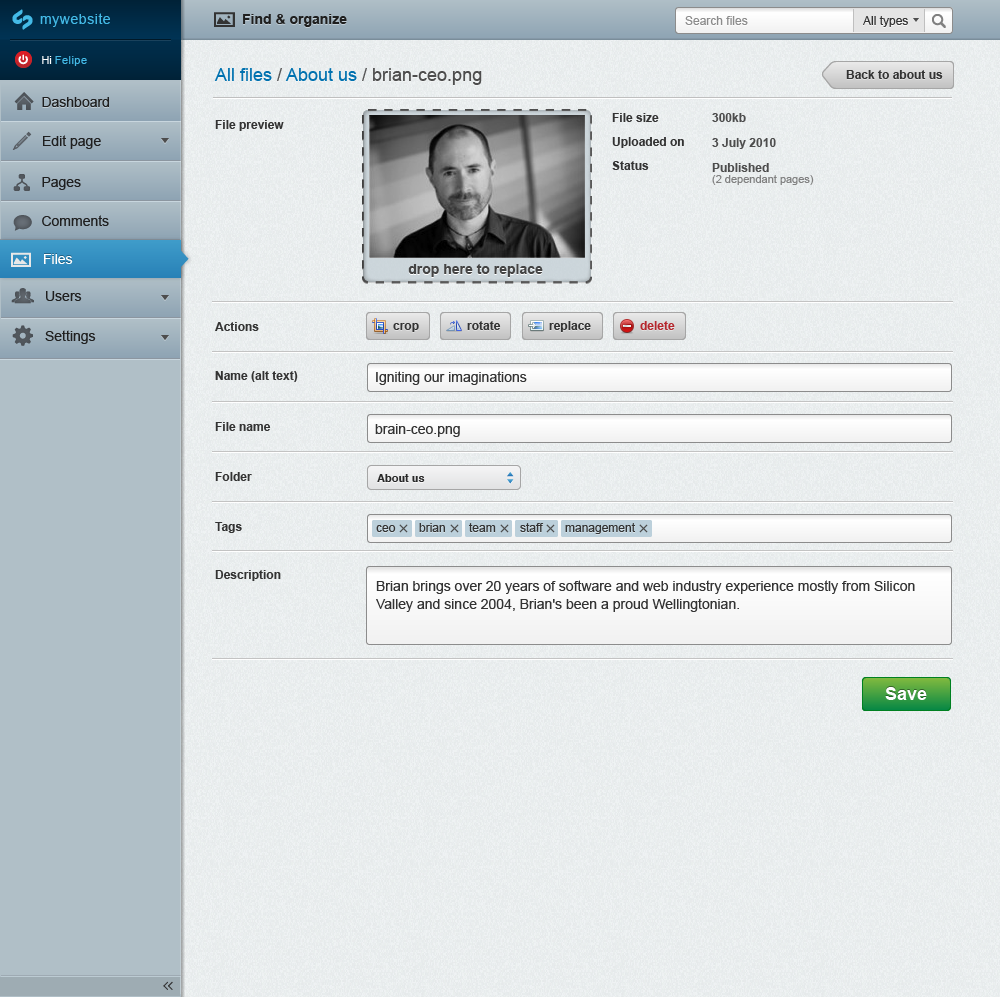 mywebsite
Hi Felipe
Dashboard
Edit page
Pages
Comments
Files
Users
Settings
Find & organize
Search files
All types
All files / About us / brian-ceo.png
Back to about us
File preview
drop here to replace
File size 300kb
Uploaded on 3 July 2010
Status Published
(2 dependant pages)
Actions crop rotate replace delete
Name (alt text) Igniting our imaginations
File name brain-ceo.png
Folder About us
Tags ceo brian team staff management
Description
Brian brings over 20 years of software and web industry experience mostly from Silicon
Valley and since 2004, Brian's been a proud Wellingtonian.
Save